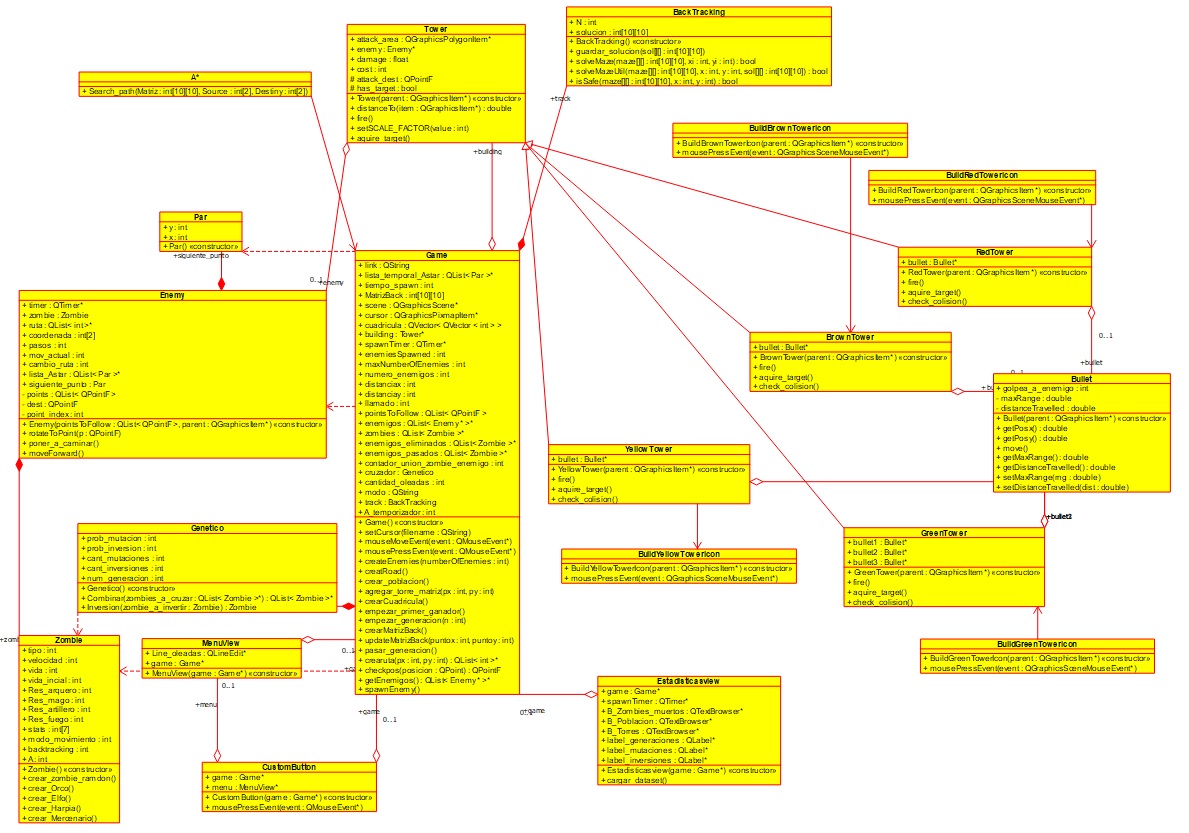 BackTracking
+ N : int
+ solucion : int[10][10]
+ BackTracking() «constructor»
+ guardar_solucion(sol[][] : int[10][10])
+ solveMaze(maze[][] : int[10][10], xi : int, yi : int) : bool
+ solveMazeUtil(maze[][] : int[10][10], x : int, y : int, sol[][] : int[10][10]) : bool
+ isSafe(maze[][] : int[10][10], x : int, y : int) : bool
Tower
+ attack_area : QGraphicsPolygonItem*
+ enemy : Enemy*
+ damage : float
+ cost : int
# attack_dest : QPointF
# has_target : bool
+ Tower(parent : QGraphicsItem*) «constructor»
+ distanceTo(item : QGraphicsItem*) : double
+ fire()
+ setSCALE_FACTOR(value : int)
+ aquire_target()
A*
+ Search_path(Matriz : int[10][10], Source : int[2], Destiny : int[2])
+track
+building
BuildBrownTowerIcon
+ BuildBrownTowerIcon(parent : QGraphicsItem*) «constructor»
+ mousePressEvent(event : QGraphicsSceneMouseEvent*)
BuildRedTowerIcon
+ BuildRedTowerIcon(parent : QGraphicsItem*) «constructor»
+ mousePressEvent(event : QGraphicsSceneMouseEvent*)
Par
+ y : int
+ x : int
+ Par() «constructor»
+siguiente_punto
0..1
+enemy
RedTower
+ bullet : Bullet*
+ RedTower(parent : QGraphicsItem*) «constructor»
+ fire()
+ aquire_target()
+ check_colision()
0..1
+bullet
Enemy
+ timer : QTimer*
+ zombie : Zombie
+ ruta : QList< int>*
+ coordenada : int[2]
+ pasos : int
+ mov_actual : int
+ cambio_ruta : int
+ lista_Astar : QList< Par >*
+ siguiente_punto : Par
- points : QList< QPointF >
- dest : QPointF
- point_index : int
+ Enemy(pointsToFollow : QList< QPointF >, parent : QGraphicsItem*) «constructor»
+ rotateToPoint(p : QPointF)
+ poner_a_caminar()
+ moveForward()
Game
+ link : QString
+ lista_temporal_Astar : QList< Par >*
+ tiempo_spawn : int
+ MatrizBack : int[10][10]
+ scene : QGraphicsScene*
+ cursor : QGraphicsPixmapItem*
+ cuadricula : QVector< QVector < int > >
+ building : Tower*
+ spawnTimer : QTimer*
+ enemiesSpawned : int
+ maxNumberOfEnemies : int
+ numero_enemigos : int
+ distanciax : int
+ distanciay : int
+ llamado : int
+ pointsToFollow : QList< QPointF >
+ enemigos : QList< Enemy* >*
+ zombies : QList< Zombie >
+ enemigos_eliminados : QList< Zombie >*
+ enemigos_pasados : QList< Zombie >
+ contador_union_zombie_enemigo : int
+ cruzador : Genetico
+ cantidad_oleadas : int
+ modo : QString
+ track : BackTracking
+ A_temporizador : int
+ Game() «constructor»
+ setCursor(filename : QString)
+ mouseMoveEvent(event : QMouseEvent*)
+ mousePressEvent(event : QMouseEvent*)
+ createEnemies(numberOfEnemies : int)
+ creatRoad()
+ crear_poblacion()
+ agregar_torre_matriz(px : int, py : int)
+ crearCuadricula()
+ empezar_primer_ganador()
+ empezar_generacion(n : int)
+ crearMatrizBack()
+ updateMatrizBack(puntox : int, puntoy : int)
+ pasar_generacion()
+ crearuta(px : int, py : int) : QList< int >*
+ checkpos(posicion : QPoint) : QPointF
+ getEnemigos() : QList< Enemy* >*
+ spawnEnemy()
BrownTower
+ bullet : Bullet*
+ BrownTower(parent : QGraphicsItem*) «constructor»
+ fire()
+ aquire_target()
+ check_colision()
0..1
Bullet
+ golpea_a_enemigo : int
- maxRange : double
- distanceTravelled : double
+ Bullet(parent : QGraphicsItem*) «constructor»
+ getPosx() : double
+ getPosy() : double
+ move()
+ getMaxRange() : double
+ getDistanceTravelled() : double
+ setMaxRange(rng : double)
+ setDistanceTravelled(dist : double)
YellowTower
+ bullet : Bullet*
+ YellowTower(parent : QGraphicsItem*) «constructor»
+ fire()
+ aquire_target()
+ check_colision()
GreenTower
+ bullet1 : Bullet*
+ bullet2 : Bullet*
+ bullet3 : Bullet*
+ GreenTower(parent : QGraphicsItem*) «constructor»
+ fire()
+ aquire_target()
+ check_colision()
BuildYellowTowerIcon
+ BuildYellowTowerIcon(parent : QGraphicsItem*) «constructor»
+ mousePressEvent(event : QGraphicsSceneMouseEvent*)
Genetico
+ prob_mutacion : int
+ prob_inversion : int
+ cant_mutaciones : int
+ cant_inversiones : int
+ num_generacion : int
+ Genetico() «constructor»
+ Combinar(zombies_a_cruzar : QList< Zombie >*) : QList< Zombie >*
+ Inversion(zombie_a_invertir : Zombie) : Zombie
Zombie
+ tipo : int
+ velocidad : int
+ vida : int
+ vida_incial : int
+ Res_arquero : int
+ Res_mago : int
+ Res_artillero : int
+ Res_fuego : int
+ stats : int[7]
+ modo_movimiento : int
+ backtracking : int
+ A : int
+ Zombie() «constructor»
+ crear_zombie_ramdon()
+ crear_Orco()
+ crear_Elfo()
+ crear_Harpia()
+ crear_Mercenario()
MenuView
+ Line_oleadas : QLineEdit*
+ game : Game*
+ MenuView(game : Game*) «constructor»
0..1
0..1
+menu
+game
0..1
+game
BuildGreenTowerIcon
+ BuildGreenTowerIcon(parent : QGraphicsItem*) «constructor»
+ mousePressEvent(event : QGraphicsSceneMouseEvent*)
Estadisticasview
+ game : Game*
+ spawnTimer : QTimer*
+ B_Zombies_muertos : QTextBrowser*
+ B_Poblacion : QTextBrowser*
+ B_Torres : QTextBrowser*
+ label_generaciones : QLabel*
+ label_mutaciones : QLabel*
+ label_inversiones : QLabel*
+ Estadisticasview(game : Game*) «constructor»
+ cargar_dataset()
CustomButton
+ game : Game*
+ menu : MenuView*
+ CustomButton(game : Game*) «constructor»
+ mousePressEvent(event : QMouseEvent*)